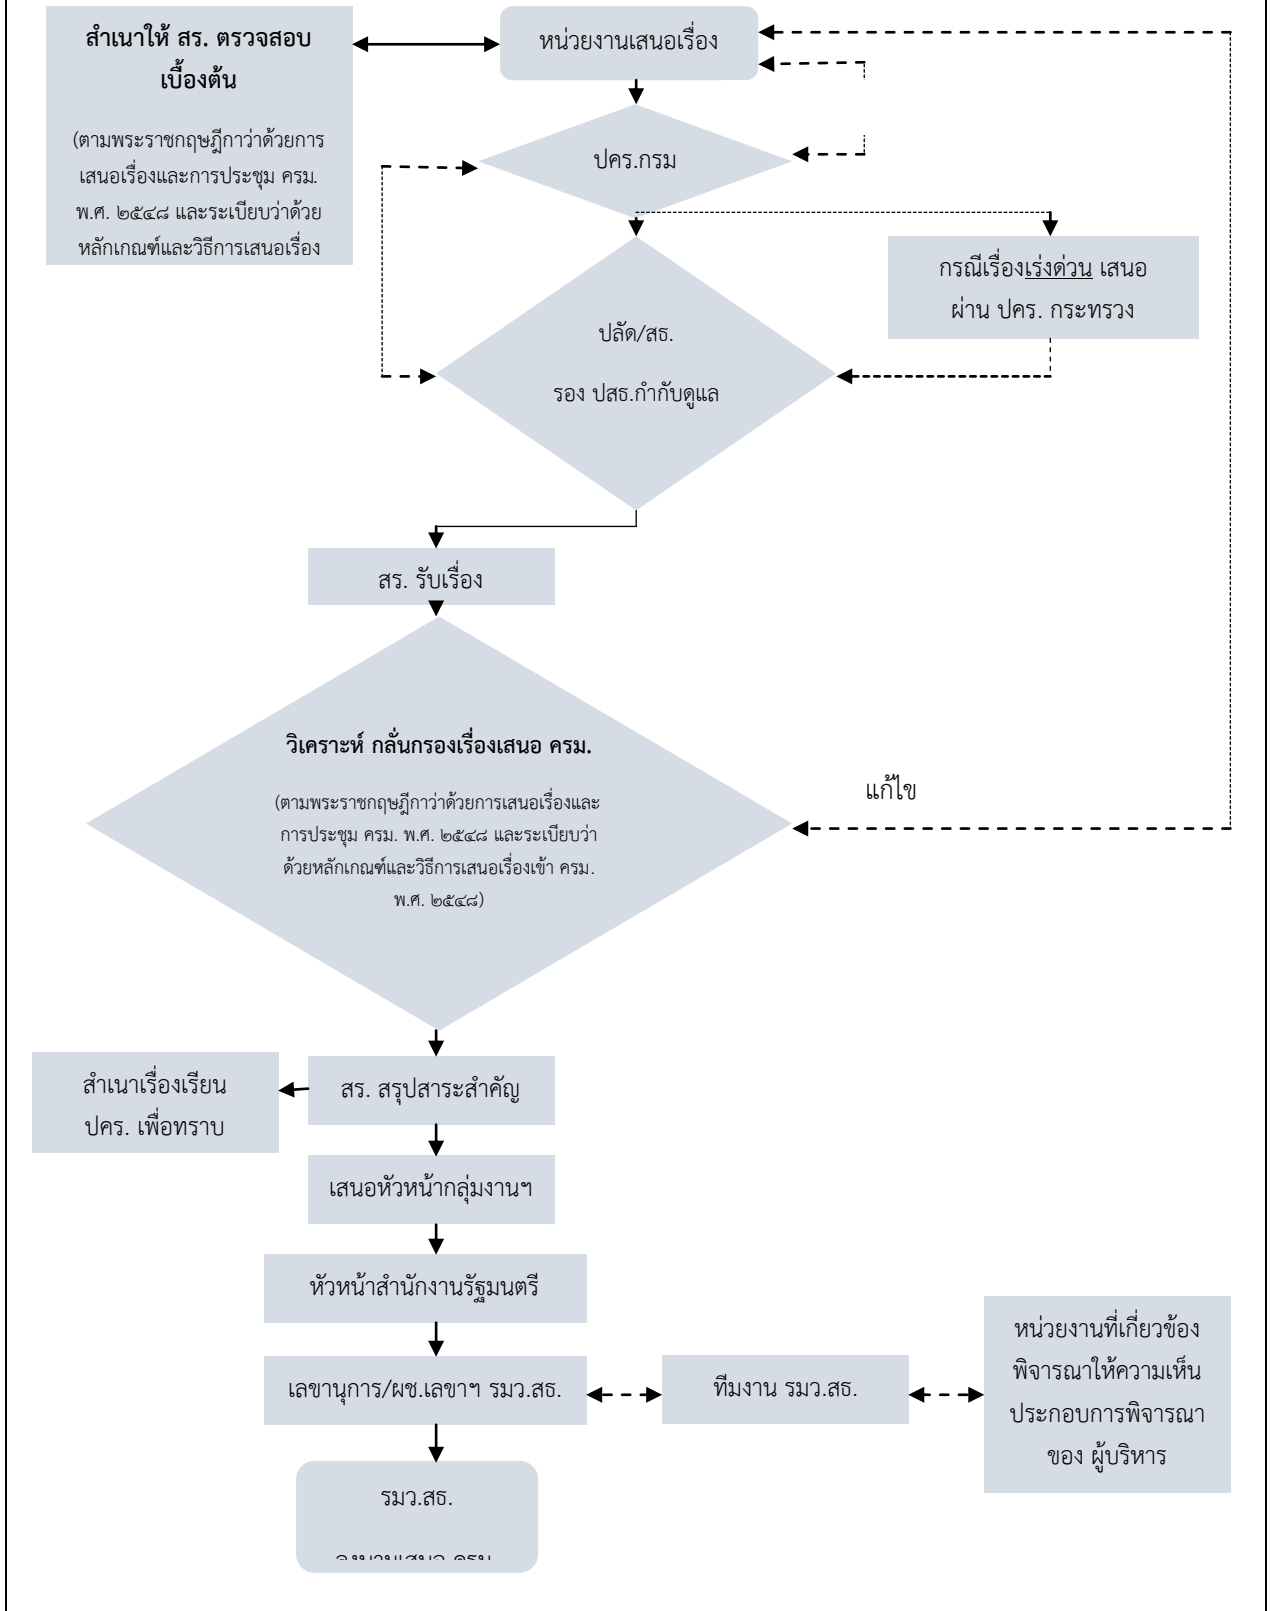 สำเนาให้ สร. ตรวจสอบ
เบื้องต้น
(ตามพระราชกฤษฎีกาว่าด้วยการ
เสนอเรื่องและการประชุม ครม.
พ.ศ. ๒๕๔๘ และระเบียบว่าด้วย
หลักเกณฑ์และวิธีการเสนอเรื่อง
หน่วยงานเสนอเรื่อง
ปคร.กรม
กรณีเรื่องเร่งด่วน เสนอ
ผ่าน ปคร. กระทรวง
ปลัด/สธ.
รอง ปสธ.กำกับดูแล
สร. รับเรื่อง
วิเคราะห์ กลั่นกรองเรื่องเสนอ ครม.
(ตามพระราชกฤษฎีกาว่าด้วยการเสนอเรื่องและ
การประชุม ครม. พ.ศ. ๒๕๔๘ และระเบียบว่า
ด้วยหลักเกณฑ์และวิธีการเสนอเรื่องเข้า ครม.
พ.ศ. ๒๕๔๘)
แก้ไข
สำเนาเรื่องเรียน
ปคร. เพื่อทราบ
สร. สรุปสาระสำคัญ
เสนอหัวหน้ากลุ่มงานฯ
หัวหน้าสำนักงานรัฐมนตรี
เลขานุการ/ผช.เลขาฯ รมว.สธ.
ทีมงาน รมว.สธ.
หน่วยงานที่เกี่ยวข้อง
พิจารณาให้ความเห็น
ประกอบการพิจารณา
ของ ผู้บริหาร
รมว.สธ.